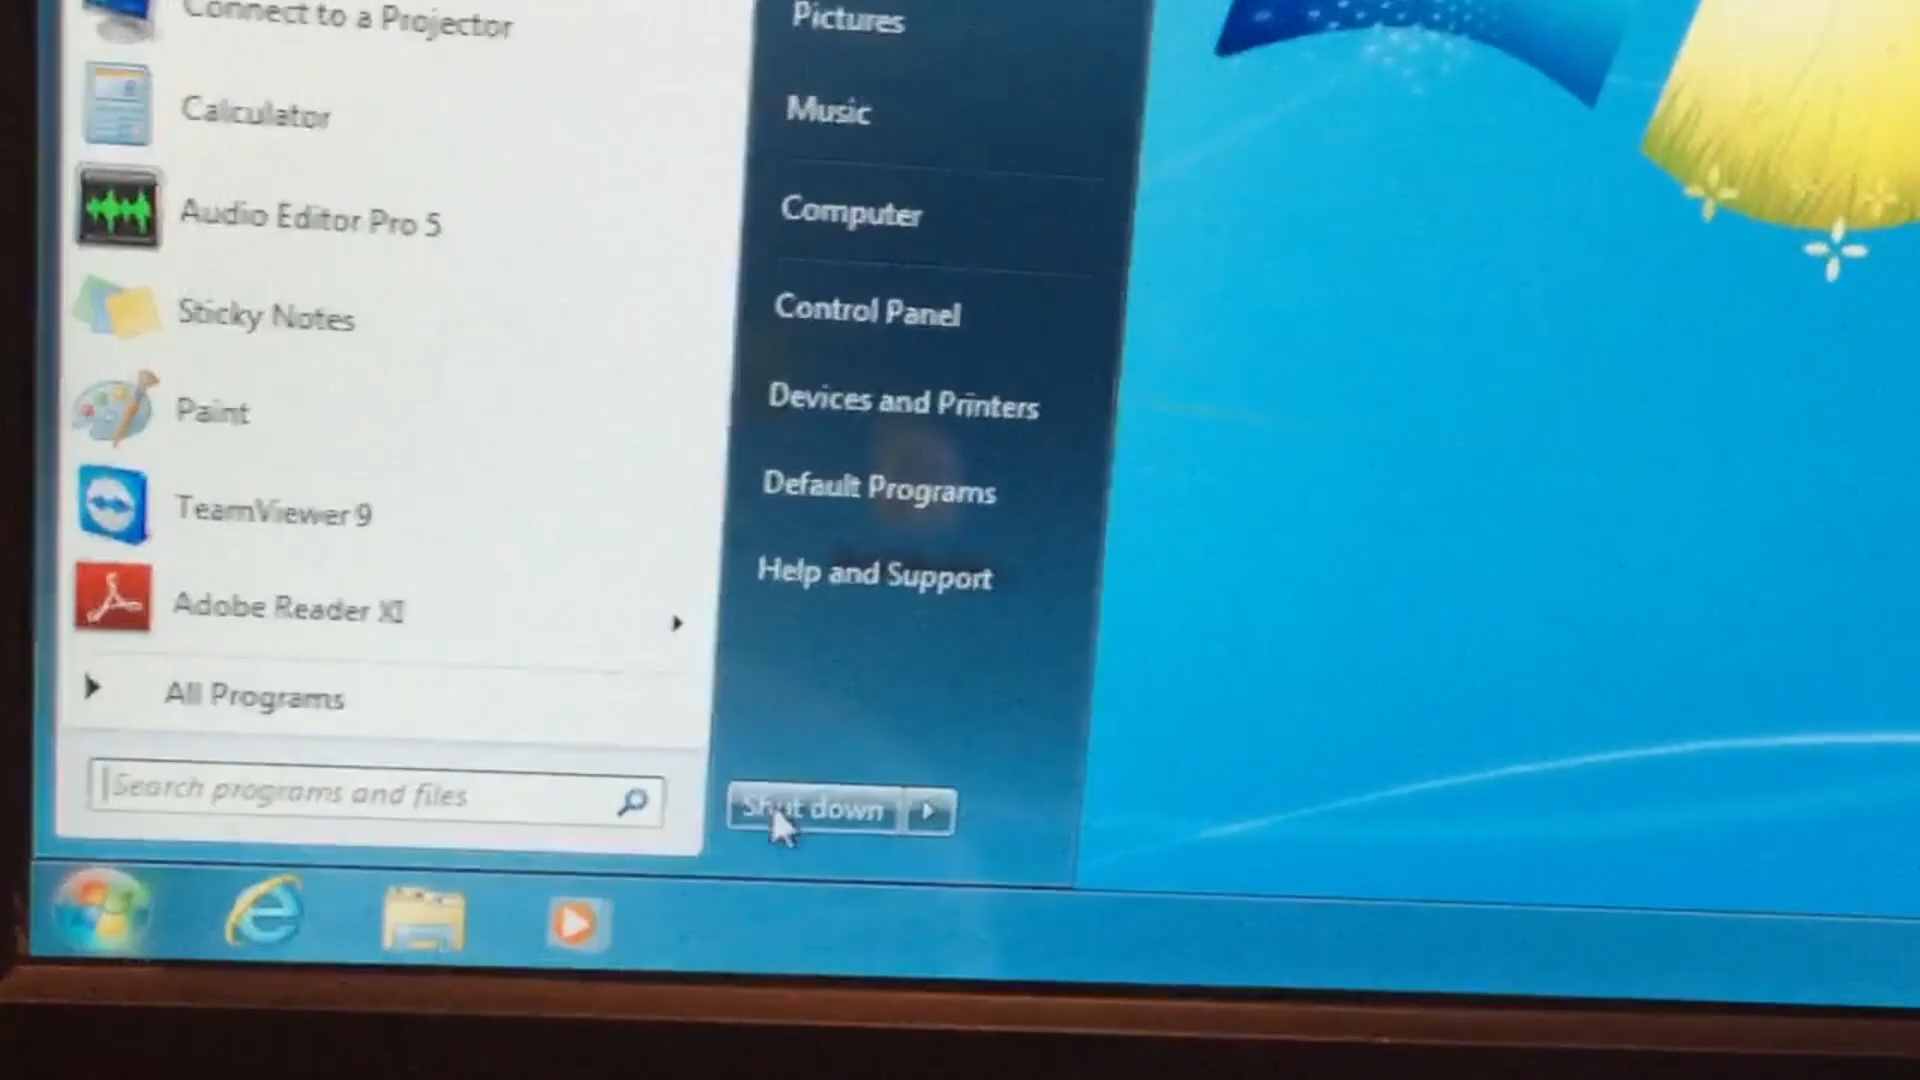 Connect to a Projector
Calculator
Audio Editor Pro 5
Sticky Notes
Paint
TeamViewer 9
Adobe Reader XI
All Programs
Search programs and files
Pictures
Music
Computer
Control Panel
Devices and Printers
Default Programs
Help and Support
Shut down